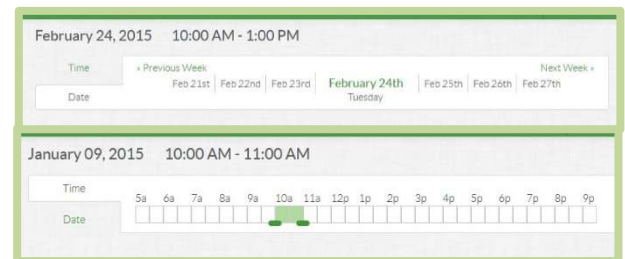 February 24, 2015 10:00 AM - 1:00 PM
Time
« Previous Week
Next Week »
Feb 21st Feb 22nd Feb 23rd February 24th Feb 25th Feb 26th Feb 27th
Date
Tuesday
January 09, 2015 10:00 AM - 11:00 AM
Time
5a 6a 7a 8a 9a 10a 11a 12p 1p 2p 3p 4p 5p 6p 7p 8p 9p
Date